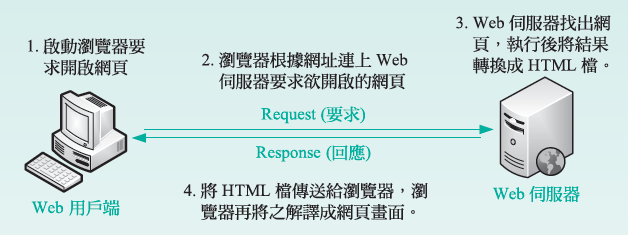 1. 啟動瀏覽器要
求開啟網頁
2. 瀏覽器根據網址連上 Web
伺服器要求欲開啟的網頁
3. Web 伺服器找出網
頁，執行後將結果
轉換成 HTML 檔。
Request (要求)
Response (回應)
4. 將 HTML 檔傳送給瀏覽器，瀏
覽器再將之解譯成網頁畫面。
Web 用戶端
Web 伺服器